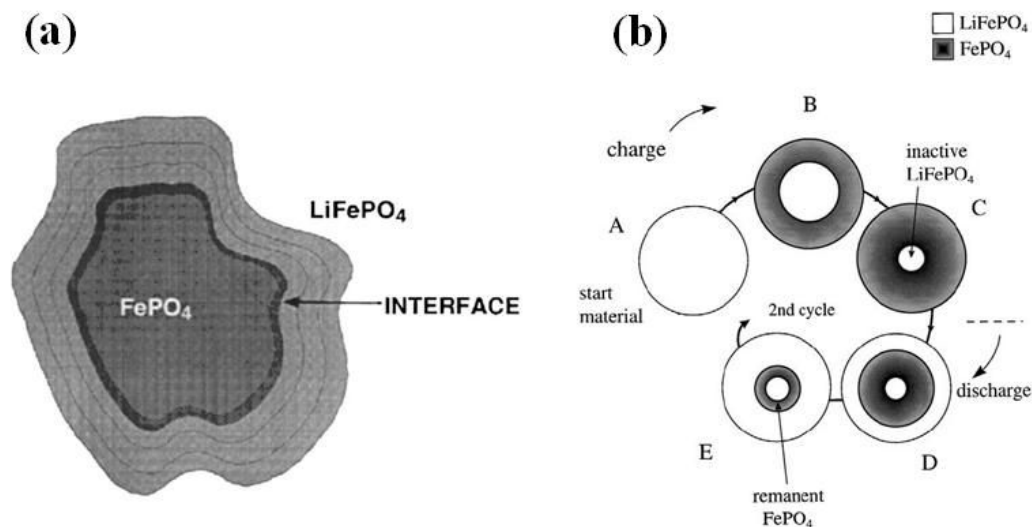 (a)
LiFePO₄
FePO₄
INTERFACE
(b)
LiFePO₄
FePO₄
charge
B
inactive
LiFePO₄
C
A
start
material
2nd cycle
discharge
E
D
remanent
FePO₄